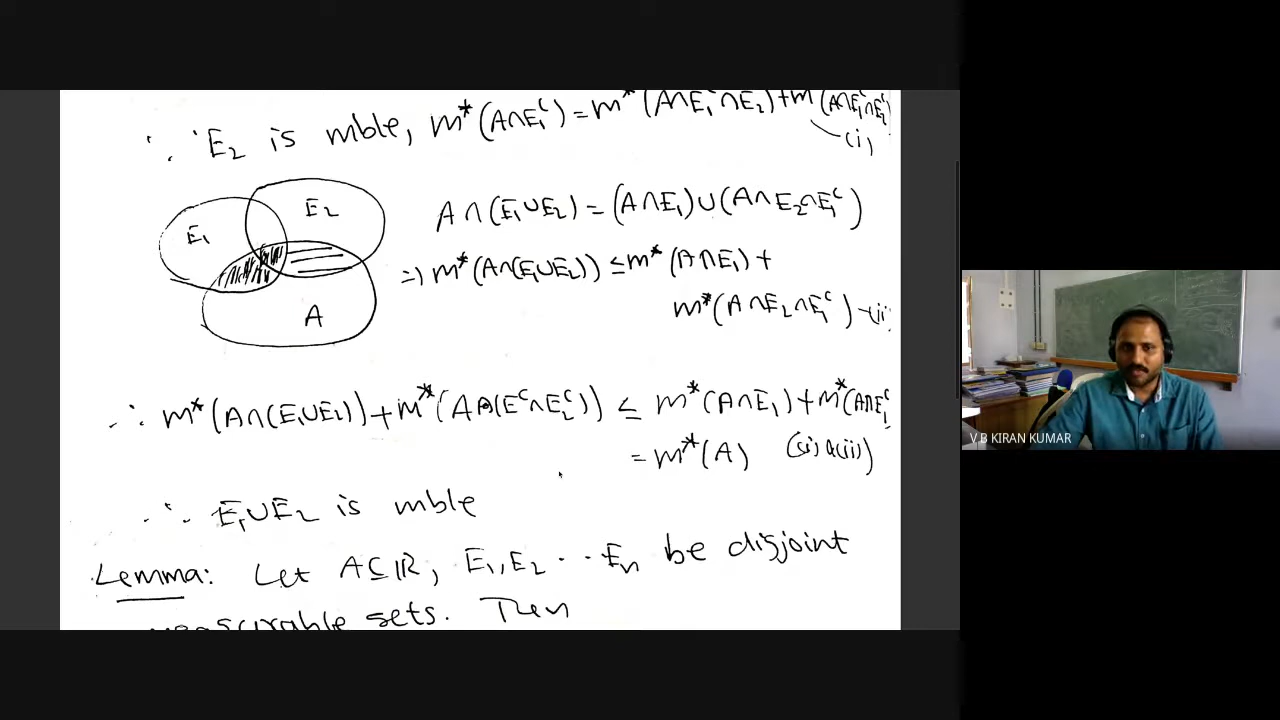 ∵ E₂ is mble, m*(A∩E₁ᶜ) = m*(A∩E₁ᶜ∩E₂) + m*(A∩E₁ᶜ∩E₂ᶜ)
(i)
E₁
E₂
A
A∩(E₁∪E₂) = (A∩E₁)∪(A∩E₂∩E₁ᶜ)
⇒ m*(A∩(E₁∪E₂)) ≤ m*(A∩E₁) +
m*(A∩E₂∩E₁ᶜ) -(ii)
∴ m*(A∩(E₁∪E₂)) + m*(A∩(Eᶜ∩E₂ᶜ)) ≤ m*(A∩E₁) + m*(A∩E₁ᶜ
= m*(A) ((i) & (ii))
∴ E₁∪E₂ is mble
Lemma: Let A⊆ℝ, E₁, E₂ ... Eₙ be disjoint
measurable sets. Then
V B KIRAN KUMAR